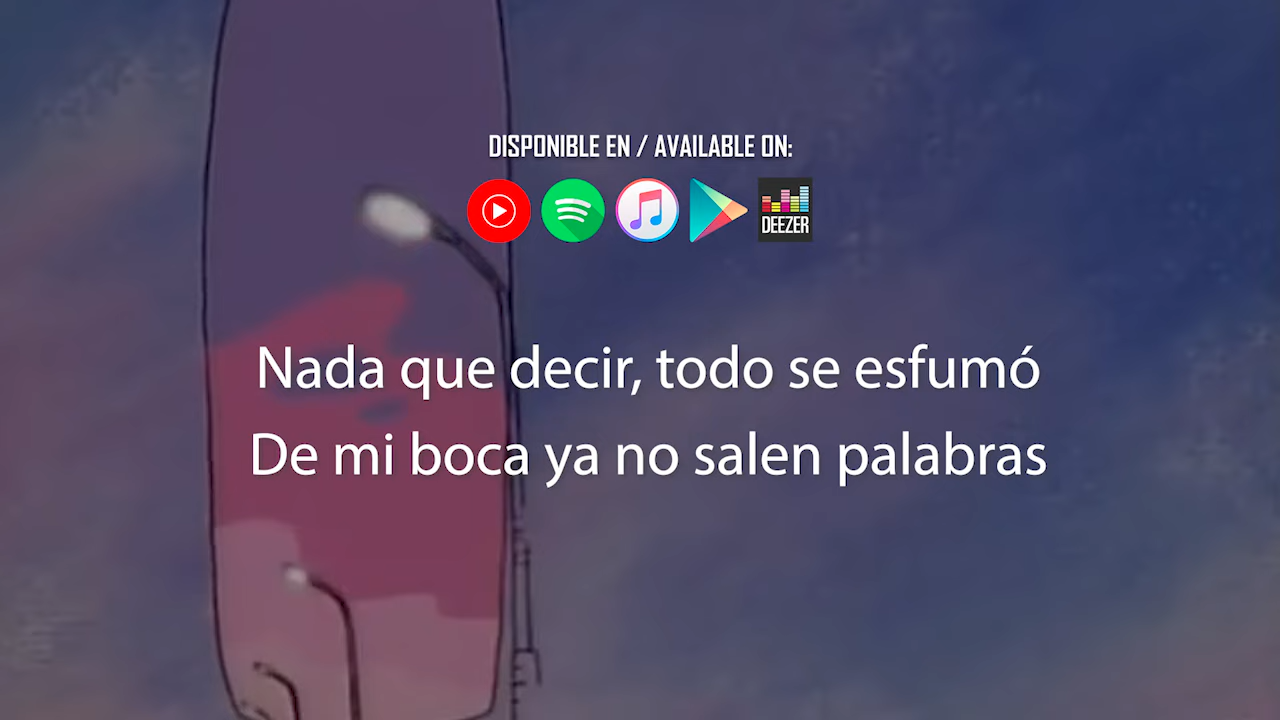 DISPONIBLE EN / AVAILABLE ON:
DEEZER
Nada que decir, todo se esfumó
De mi boca ya no salen palabras